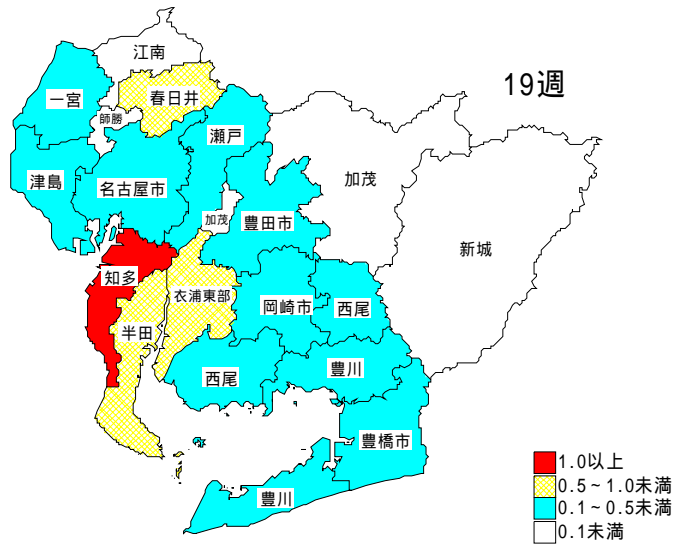 江南
19週
一宮
春日井
師勝
瀬戸
津島
名古屋市
加茂
加茂
豊田市
新城
知多
衣浦東部
岡崎市
西尾
半田
西尾
豊川
豊橋市
豊川
1.0以上
0.5~1.0未満
0.1~0.5未満
0.1未満